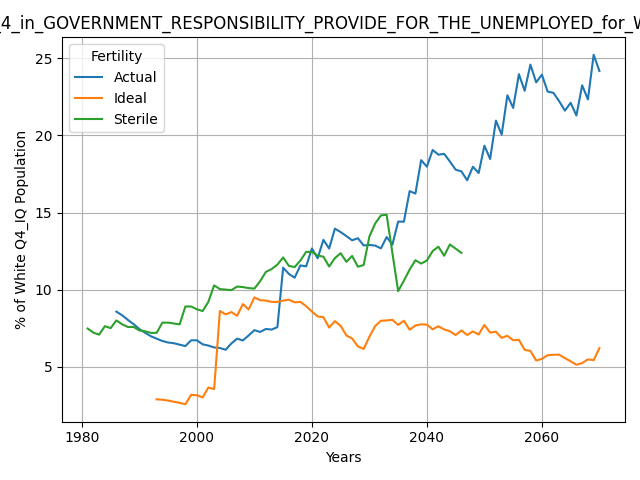 4_in_GOVERNMENT_RESPONSIBILITY_PROVIDE_FOR_THE_UNEMPLOYED_for_W
Fertility
Actual
Ideal
Sterile
% of White Q4_IQ Population
25
20
15
10
5
1980
2000
2020
2040
2060
Years